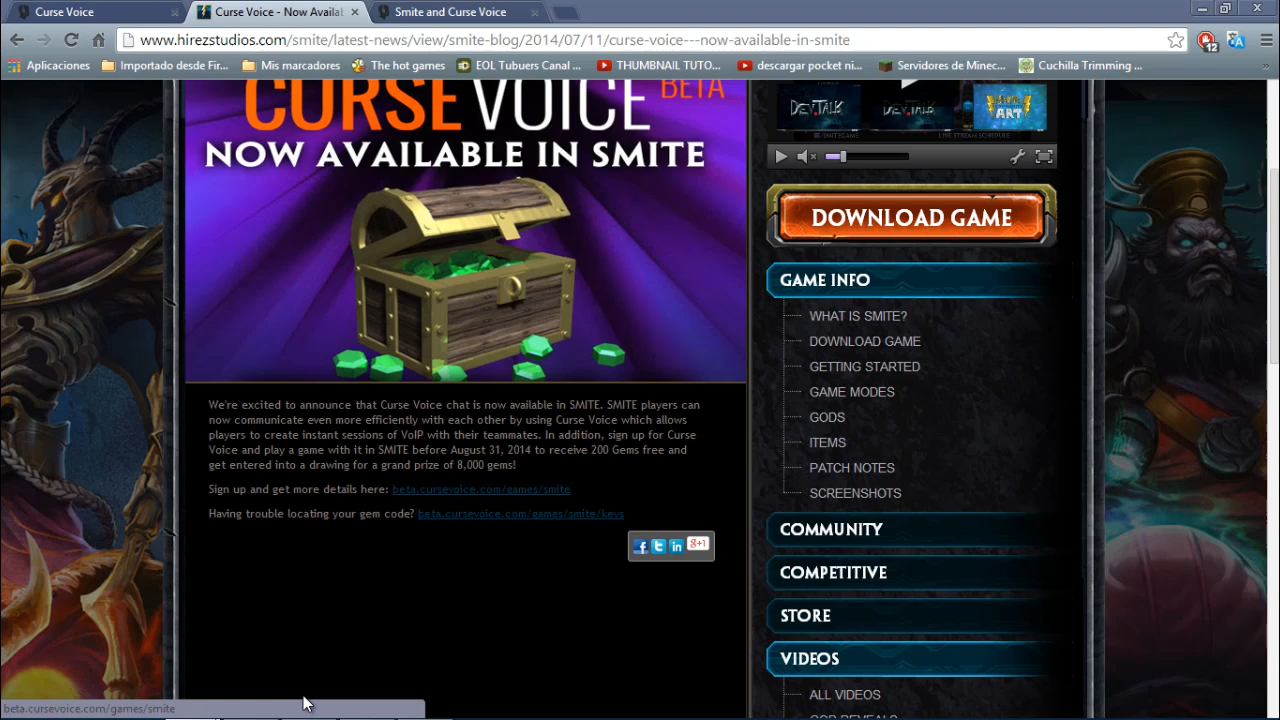 Curse Voice
Curse Voice - Now Availal
Smite and Curse Voice
www.hirezstudios.com/smite/latest-news/view/smite-blog/2014/07/11/curse-voice---now-available-in-smite
12
Aplicaciones
Importado desde Fir...
Mis marcadores
The hot games
EOL Tubuers Canal ...
THUMBNAIL TUTO...
descargar pocket ni...
Servidores de Minec...
Cuchilla Trimming ...
»
CURSE VOICE BETA
NOW AVAILABLE IN SMITE
DEVTALK
DEVTALK
ART
LIVE STREAM SCHEDULE
DOWNLOAD GAME
GAME INFO
WHAT IS SMITE?
DOWNLOAD GAME
GETTING STARTED
GAME MODES
GODS
ITEMS
PATCH NOTES
SCREENSHOTS
COMMUNITY
COMPETITIVE
STORE
VIDEOS
ALL VIDEOS
GOD REVEALS
We're excited to announce that Curse Voice chat is now available in SMITE. SMITE players can
now communicate even more efficiently with each other by using Curse Voice which allows
players to create instant sessions of VoIP with their teammates. In addition, sign up for Curse
Voice and play a game with it in SMITE before August 31, 2014 to receive 200 Gems free and
get entered into a drawing for a grand prize of 8,000 gems!
Sign up and get more details here: beta.cursevoice.com/games/smite
Having trouble locating your gem code? beta.cursevoice.com/games/smite/keys
g+1
beta.cursevoice.com/games/smite